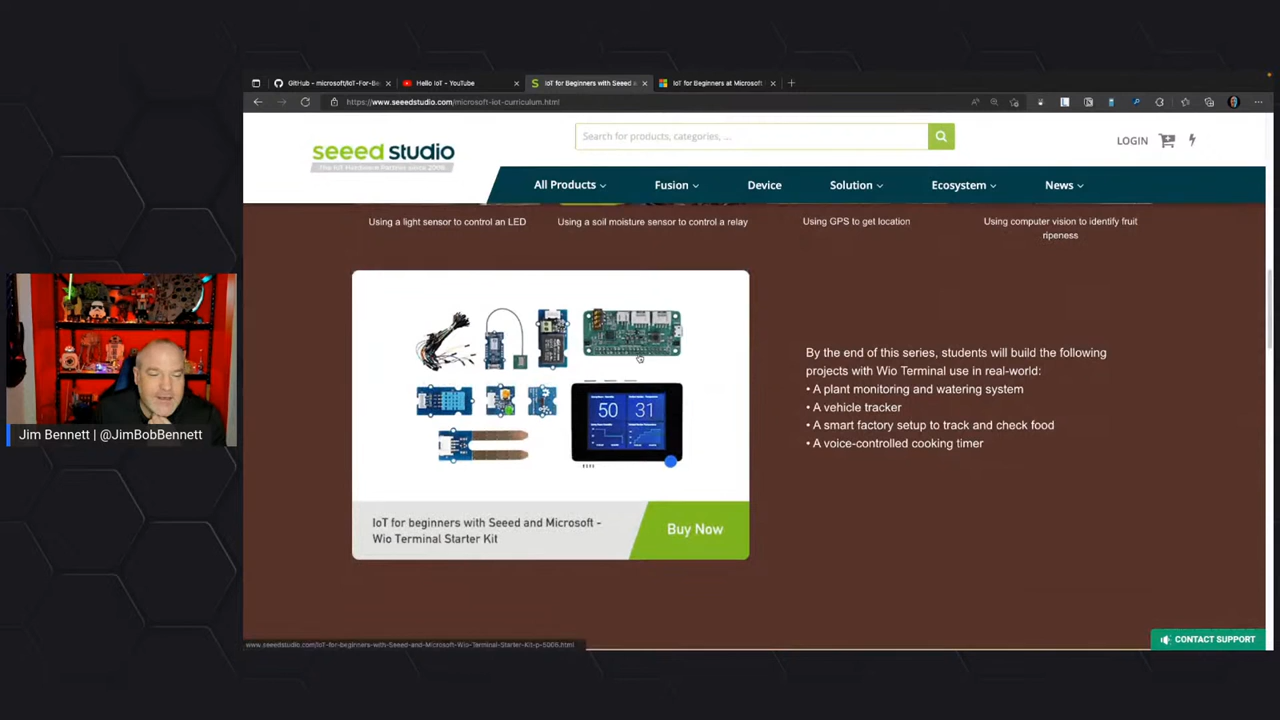 GitHub - microsoft/IoT-For-Be
Hello IoT - YouTube
IoT for Beginners with Seeed a
IoT for Beginners at Microsoft
https://www.seeedstudio.com/microsoft-iot-curriculum.html
seeed studio
The IoT Hardware Partner since 2008
Search for products, categories, ...
LOGIN
All Products
Fusion
Device
Solution
Ecosystem
News
Using a light sensor to control an LED
Using a soil moisture sensor to control a relay
Using GPS to get location
Using computer vision to identify fruit
ripeness
50 31
By the end of this series, students will build the following
projects with Wio Terminal use in real-world:
• A plant monitoring and watering system
• A vehicle tracker
• A smart factory setup to track and check food
• A voice-controlled cooking timer
IoT for beginners with Seeed and Microsoft -
Wio Terminal Starter Kit
Buy Now
Jim Bennett | @JimBobBennett
CONTACT SUPPORT
www.seeedstudio.com/IoT-for-beginners-with-Seeed-and-Microsoft-Wio-Terminal-Starter-Kit-p-5006.html